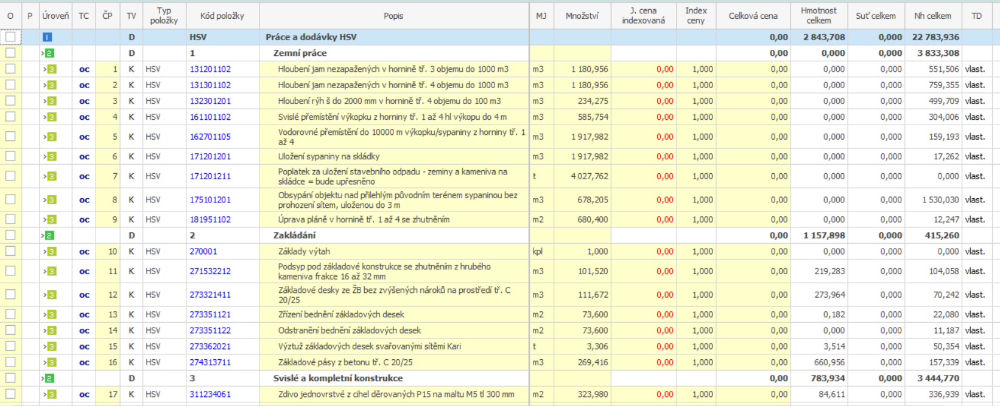 O P Úroveň TC ČP TV Typ položky Kód položky Popis MJ Množství J. cena indexovaná Index ceny Celková cena Hmotnost celkem Suť celkem Nh celkem TD
1 D HSV Práce a dodávky HSV 0,00 2 843,708 0,000 22 783,936
>2 D 1 Zemní práce 0,00 0,000 0,000 3 833,308
>3 oc 1 K HSV 131201102 Hloubení jam nezapažených v hornině tř. 3 objemu do 1000 m3 m3 1 180,956 0,00 1,000 0,00 0,000 0,000 551,506 vlast.
>3 oc 2 K HSV 131301102 Hloubení jam nezapažených v hornině tř. 4 objemu do 1000 m3 m3 1 180,956 0,00 1,000 0,00 0,000 0,000 759,355 vlast.
>3 oc 3 K HSV 132301201 Hloubení rýh š do 2000 mm v hornině tř. 4 objemu do 100 m3 m3 234,275 0,00 1,000 0,00 0,000 0,000 499,709 vlast.
>3 oc 4 K HSV 161101102 Svislé přemístění výkopku z horniny tř. 1 až 4 hl výkopu do 4 m m3 585,754 0,00 1,000 0,00 0,000 0,000 304,006 vlast.
>3 oc 5 K HSV 162701105 Vodorovné přemístění do 10000 m výkopku/sypaniny z horniny tř. 1 až 4 m3 1 917,982 0,00 1,000 0,00 0,000 0,000 159,193 vlast.
>3 oc 6 K HSV 171201201 Uložení sypaniny na skládky m3 1 917,982 0,00 1,000 0,00 0,000 0,000 17,262 vlast.
>3 oc 7 K HSV 171201211 Poplatek za uložení stavebního odpadu - zeminy a kameniva na skládce = bude upřesněno t 4 027,762 0,00 1,000 0,00 0,000 0,000 0,000 vlast.
>3 oc 8 K HSV 175101201 Obsypání objektu nad přilehlým původním terénem sypaninou bez prohození sítem, uloženou do 3 m m3 678,205 0,00 1,000 0,00 0,000 0,000 1 530,030 vlast.
>3 oc 9 K HSV 181951102 Úprava pláně v hornině tř. 1 až 4 se zhutněním m2 680,400 0,00 1,000 0,00 0,000 0,000 12,247 vlast.
>2 D 2 Zakládání 0,00 1 157,898 0,000 415,260
>3 oc 10 K HSV 270001 Základy výtah kpl 1,000 0,00 1,000 0,00 0,000 0,000 0,000 vlast.
>3 oc 11 K HSV 271532212 Podsyp pod základové konstrukce se zhutněním z hrubého kameniva frakce 16 až 32 mm m3 101,520 0,00 1,000 0,00 219,283 0,000 104,058 vlast.
>3 oc 12 K HSV 273321411 Základové desky ze ŽB bez zvýšených nároků na prostředí tř. C 20/25 m3 111,672 0,00 1,000 0,00 273,964 0,000 70,242 vlast.
>3 oc 13 K HSV 273351121 Zřízení bednění základových desek m2 73,600 0,00 1,000 0,00 0,182 0,000 22,080 vlast.
>3 oc 14 K HSV 273351122 Odstranění bednění základových desek m2 73,600 0,00 1,000 0,00 0,000 0,000 11,187 vlast.
>3 oc 15 K HSV 273362021 Výztuž základových desek svařovanými sítěmi Kari t 3,306 0,00 1,000 0,00 3,514 0,000 50,354 vlast.
>3 oc 16 K HSV 274313711 Základové pásy z betonu tř. C 20/25 m3 269,416 0,00 1,000 0,00 660,956 0,000 157,339 vlast.
>2 D 3 Svislé a kompletní konstrukce 0,00 783,934 0,000 3 444,770
>3 oc 17 K HSV 311234061 Zdivo jednovrstvé z cihel děrovaných P15 na maltu M5 tl 300 mm m2 323,980 0,00 1,000 0,00 84,611 0,000 336,939 vlast.